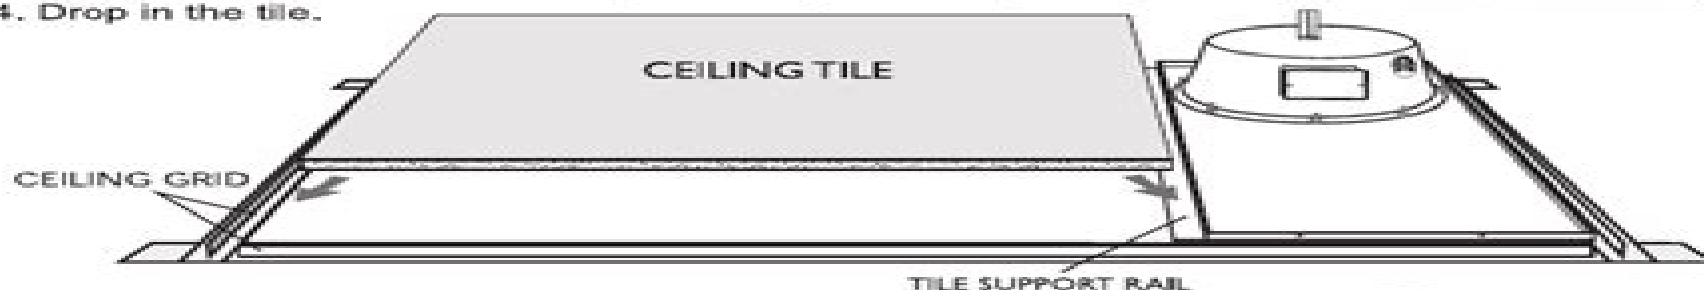 4. Drop in the tile.
CEILING TILE
CEILING GRID
TILE SUPPORT RAIL